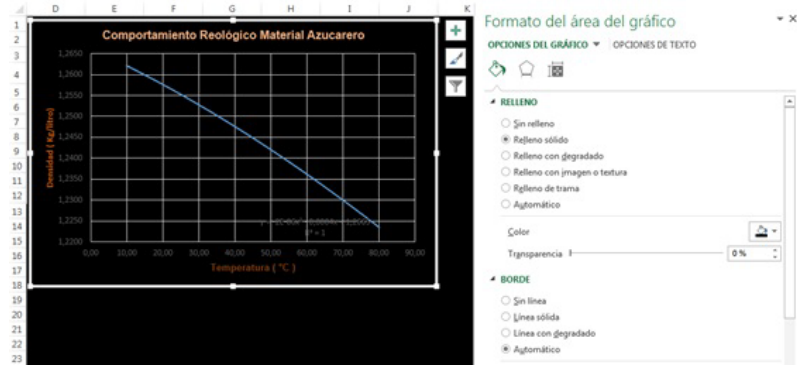 D E F G H I J K
1
2
3
4
5
6
7
8
9
10
11
12
13
14
15
16
17
18
19
20
21
22
23
Comportamiento Reológico Material Azucarero
1,2650
1,2600
1,2550
1,2500
1,2450
1,2400
1,2350
1,2300
1,2250
1,2200
Densidad ( Kg/litro)
0,00 10,00 20,00 30,00 40,00 50,00 60,00 70,00 80,00 90,00
Temperatura ( °C )
R² = 1
Formato del área del gráfico
OPCIONES DEL GRÁFICO OPCIONES DE TEXTO
RELLENO
Sin relleno
Relleno sólido
Relleno con degradado
Relleno con imagen o textura
Relleno de trama
Automático
Color
Transparencia 0 %
BORDE
Sin línea
Línea sólida
Línea con degradado
Automático